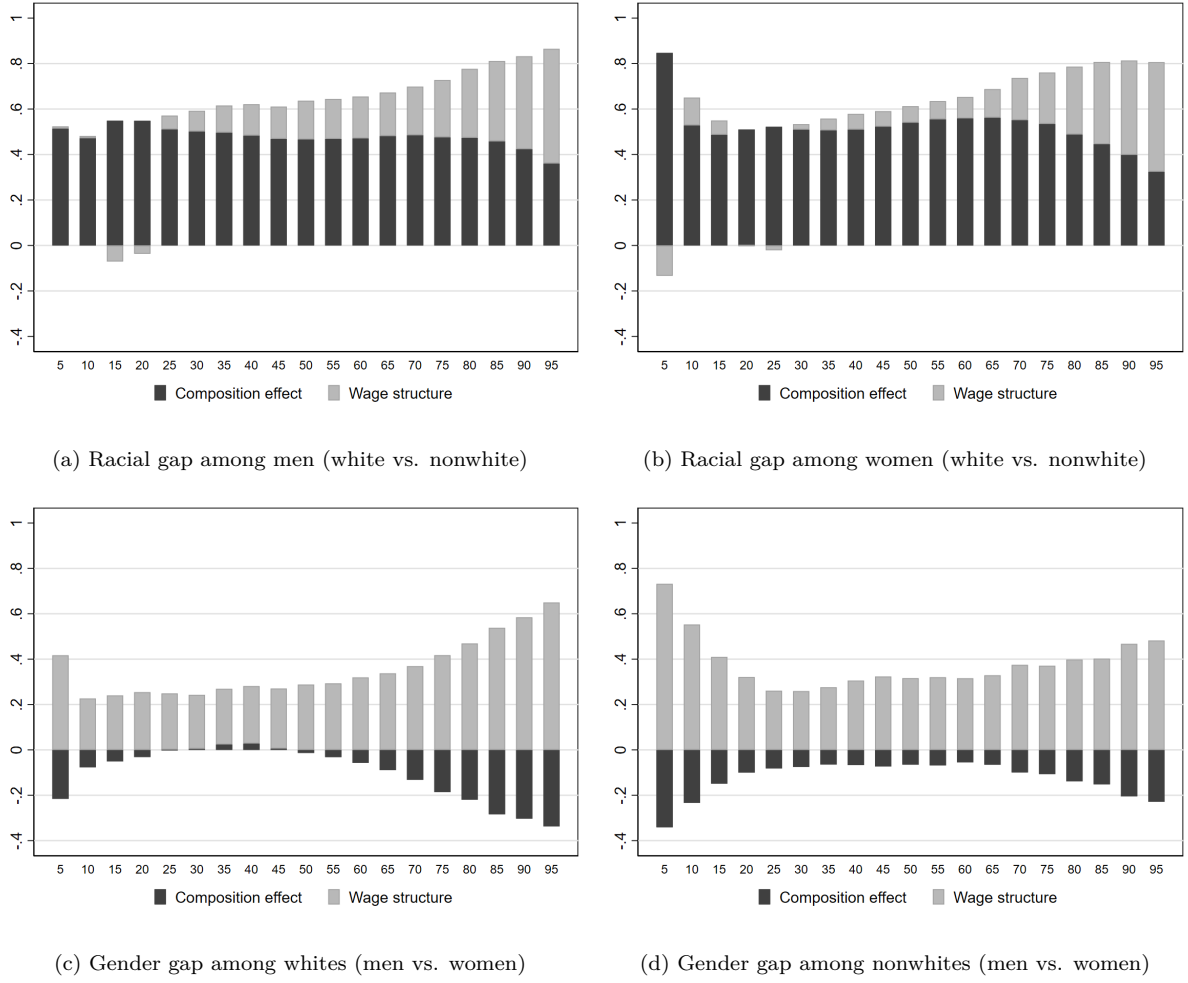 1
.8
.6
.4
.2
0
-.2
-.4
5 10 15 20 25 30 35 40 45 50 55 60 65 70 75 80 85 90 95
Composition effect Wage structure
(a) Racial gap among men (white vs. nonwhite)
1
.8
.6
.4
.2
0
-.2
-.4
5 10 15 20 25 30 35 40 45 50 55 60 65 70 75 80 85 90 95
Composition effect Wage structure
(b) Racial gap among women (white vs. nonwhite)
1
.8
.6
.4
.2
0
-.2
-.4
5 10 15 20 25 30 35 40 45 50 55 60 65 70 75 80 85 90 95
Composition effect Wage structure
(c) Gender gap among whites (men vs. women)
1
.8
.6
.4
.2
0
-.2
-.4
5 10 15 20 25 30 35 40 45 50 55 60 65 70 75 80 85 90 95
Composition effect Wage structure
(d) Gender gap among nonwhites (men vs. women)